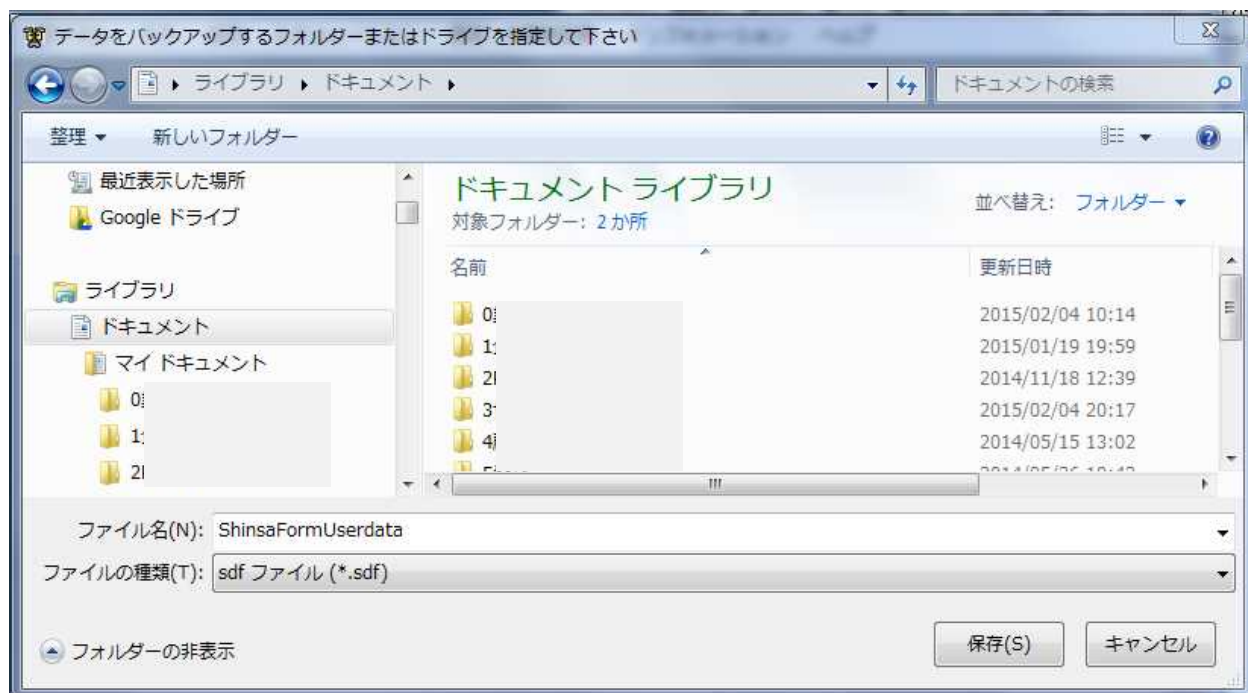 データをバックアップするフォルダーまたはドライブを指定して下さい
ライブラリ ▸ ドキュメント ▸
ドキュメントの検索
整理 新しいフォルダー
最近表示した場所
Google ドライブ
ライブラリ
ドキュメント
マイ ドキュメント
0
1
2
ドキュメント ライブラリ
対象フォルダー: 2 か所
並べ替え: フォルダー
名前 更新日時
0 2015/02/04 10:14
1 2015/01/19 19:59
2 2014/11/18 12:39
3 2015/02/04 20:17
4 2014/05/15 13:02
ファイル名(N): ShinsaFormUserdata
ファイルの種類(T): sdf ファイル (*.sdf)
フォルダーの非表示
保存(S) キャンセル